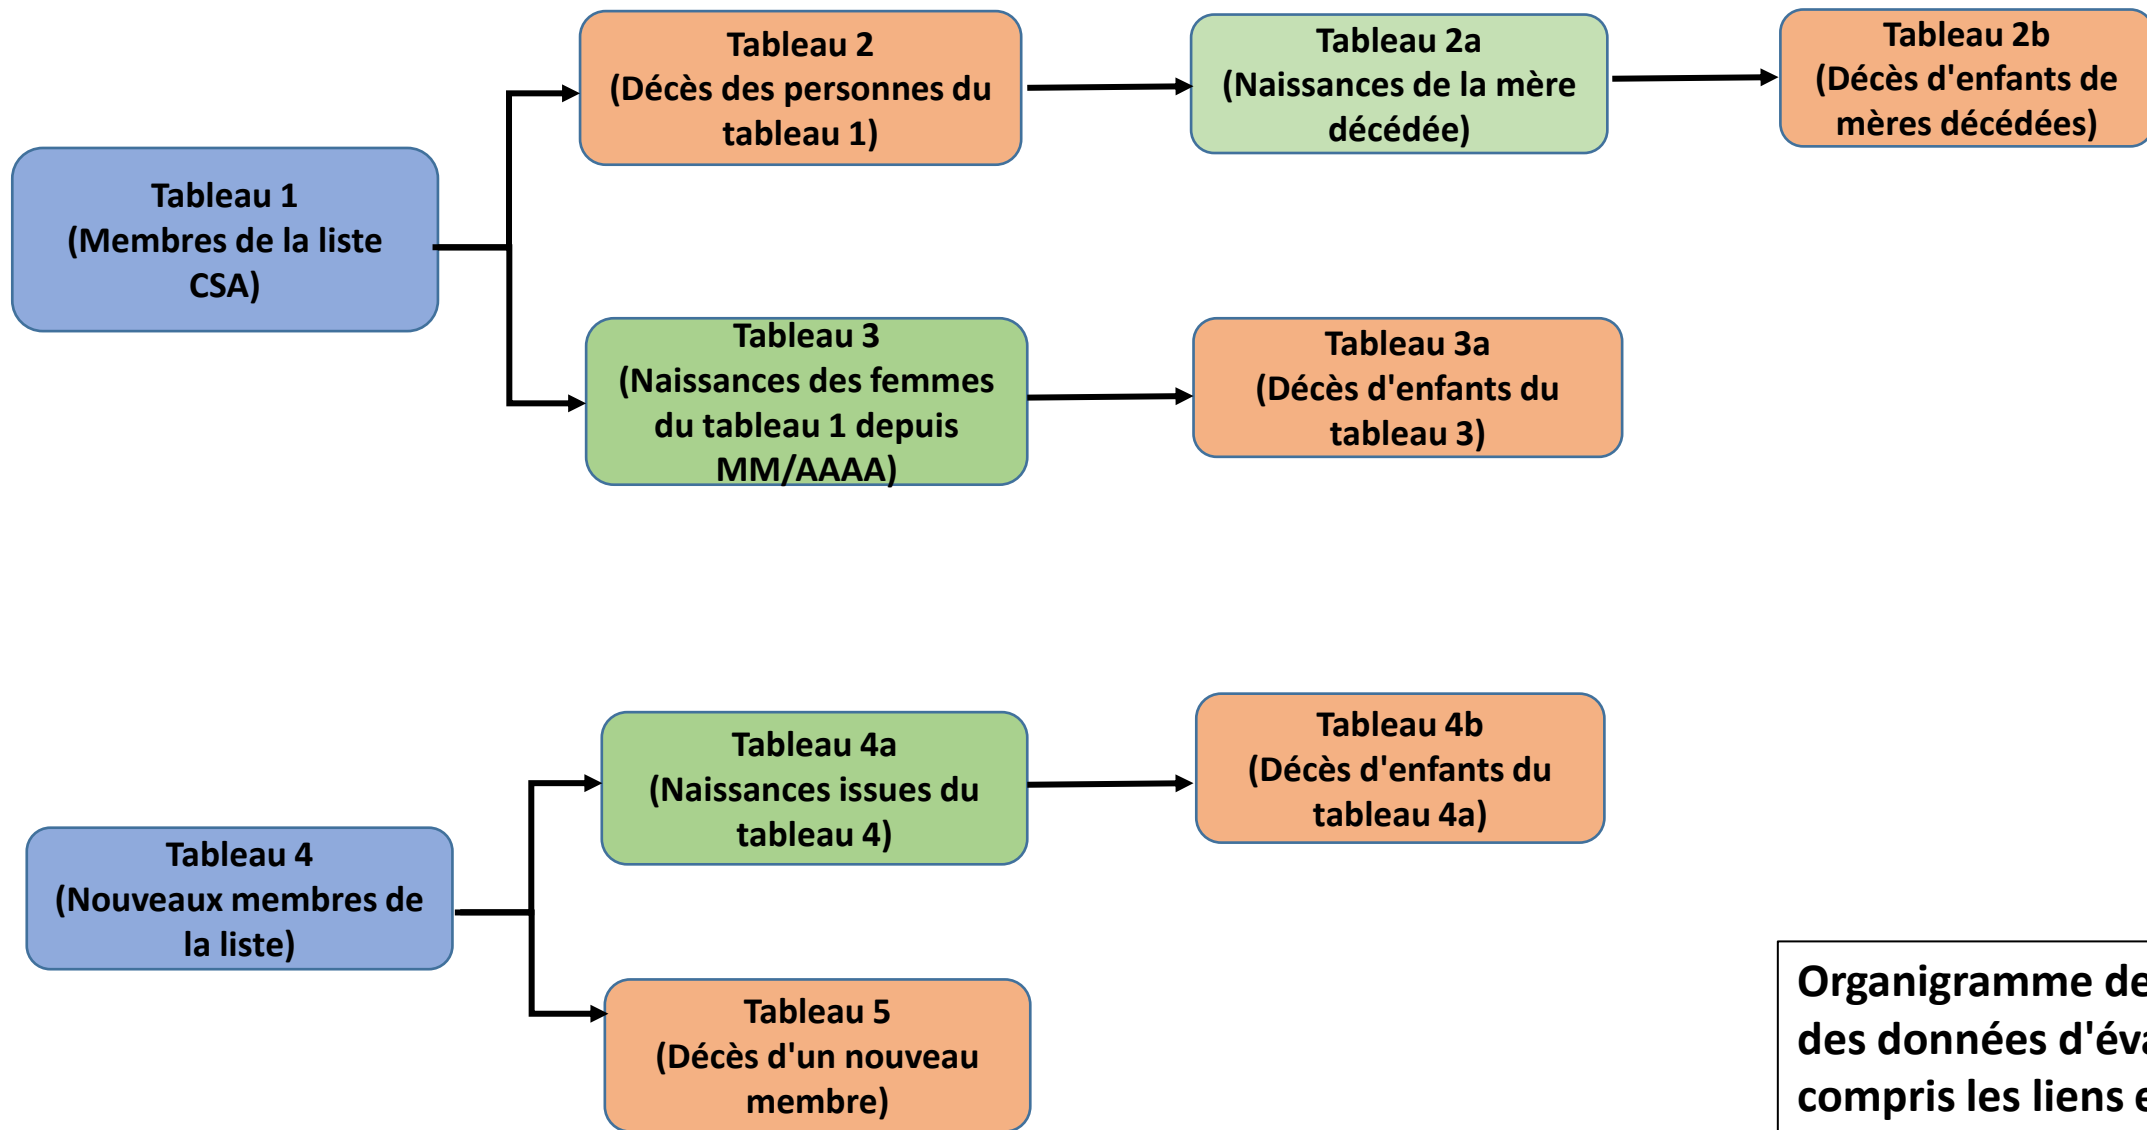 Tableau 2
(Décès des personnes du
tableau 1)
Tableau 2a
(Naissances de la mère
décédée)
Tableau 2b
(Décès d'enfants de
mères décédées)
Tableau 1
(Membres de la liste
CSA)
Tableau 3
(Naissances des femmes
du tableau 1 depuis
MM/AAAA)
Tableau 3a
(Décès d'enfants du
tableau 3)
Tableau 4a
(Naissances issues du
tableau 4)
Tableau 4b
(Décès d'enfants du
tableau 4a)
Tableau 4
(Nouveaux membres de
la liste)
Tableau 5
(Décès d'un nouveau
membre)
Organigramme de
des données d'éva
compris les liens e